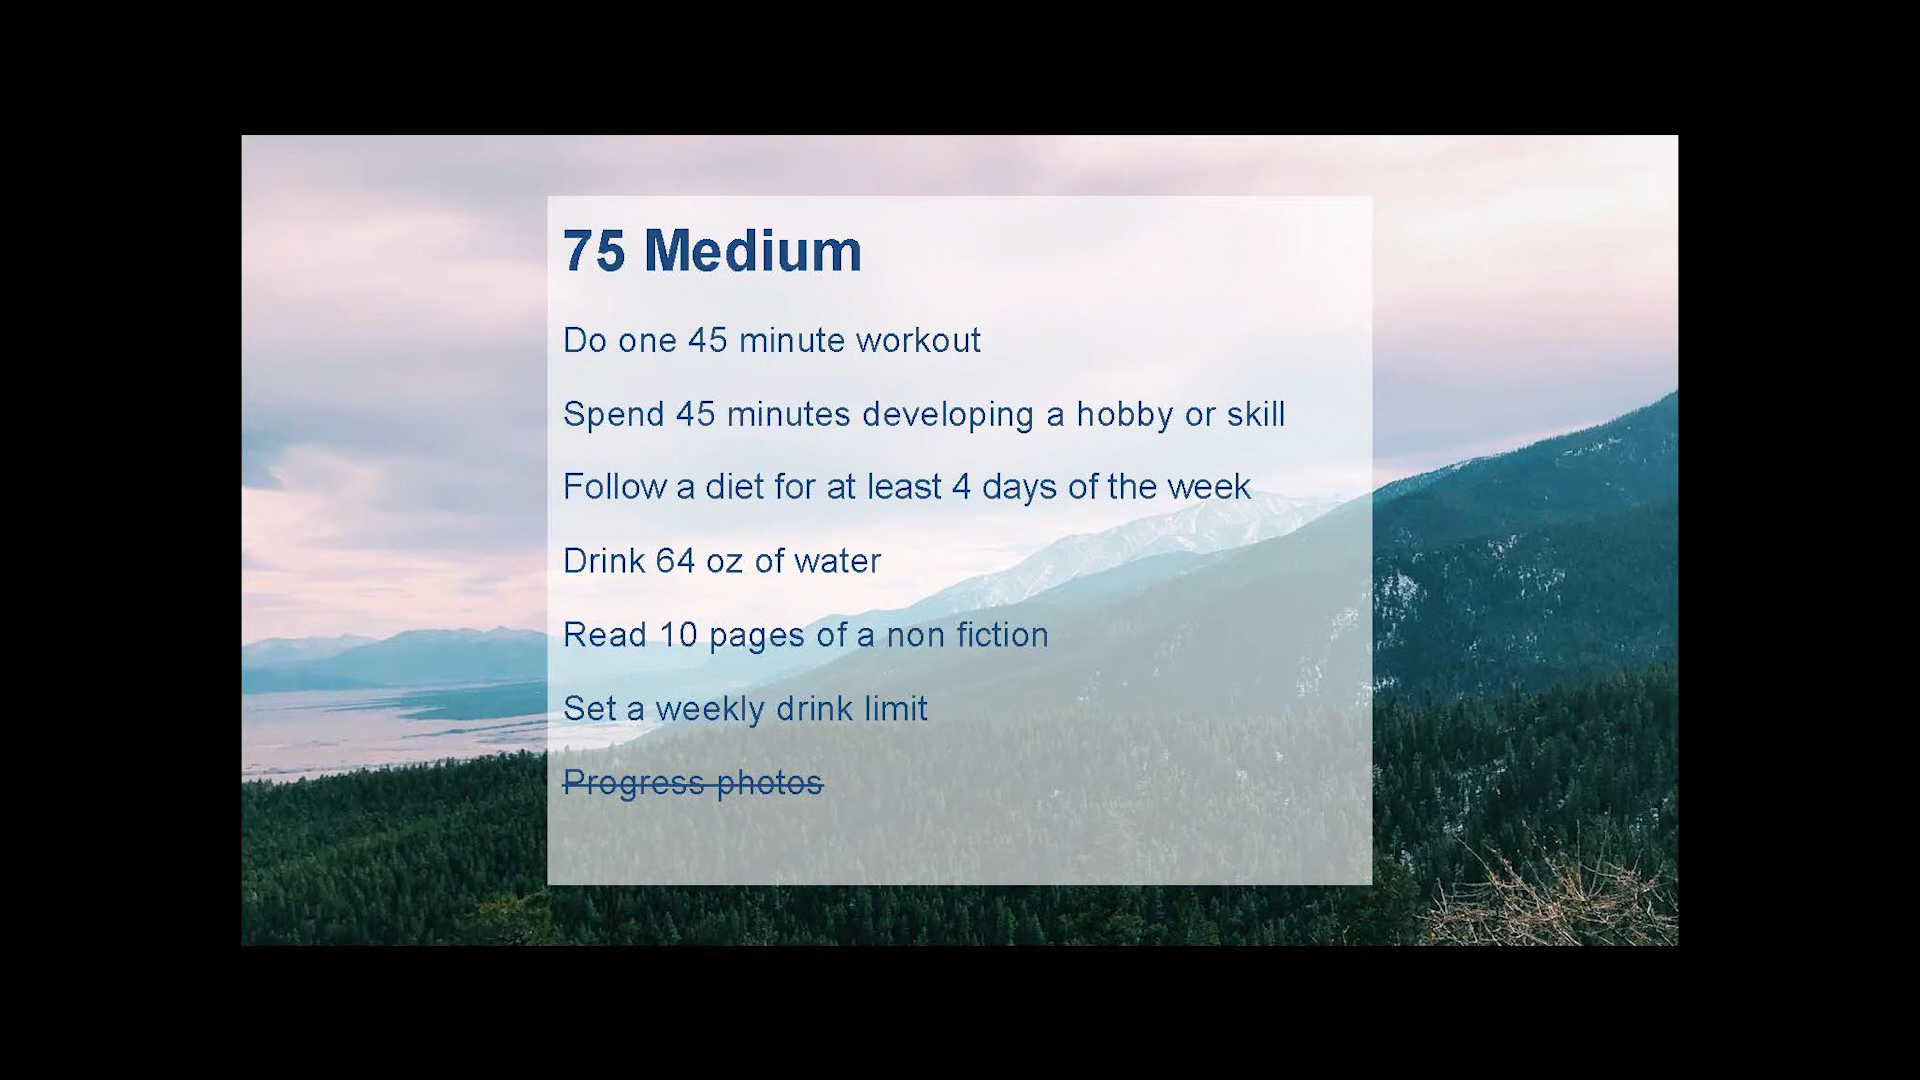 75 Medium
Do one 45 minute workout
Spend 45 minutes developing a hobby or skill
Follow a diet for at least 4 days of the week
Drink 64 oz of water
Read 10 pages of a non fiction
Set a weekly drink limit
Progress photos